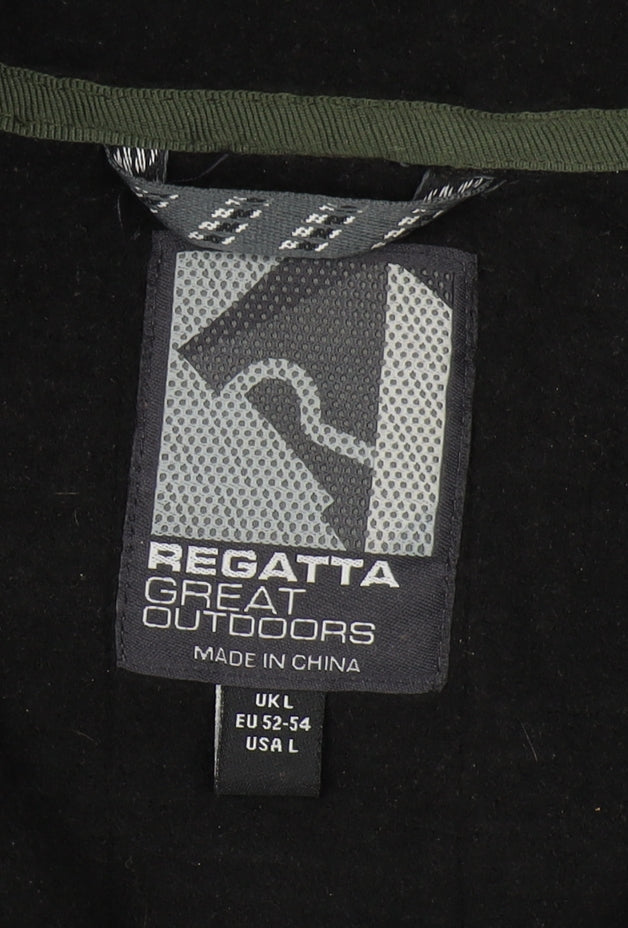 REGATTA
GREAT
OUTDOORS
MADE IN CHINA
UK L
EU 52-54
USA L